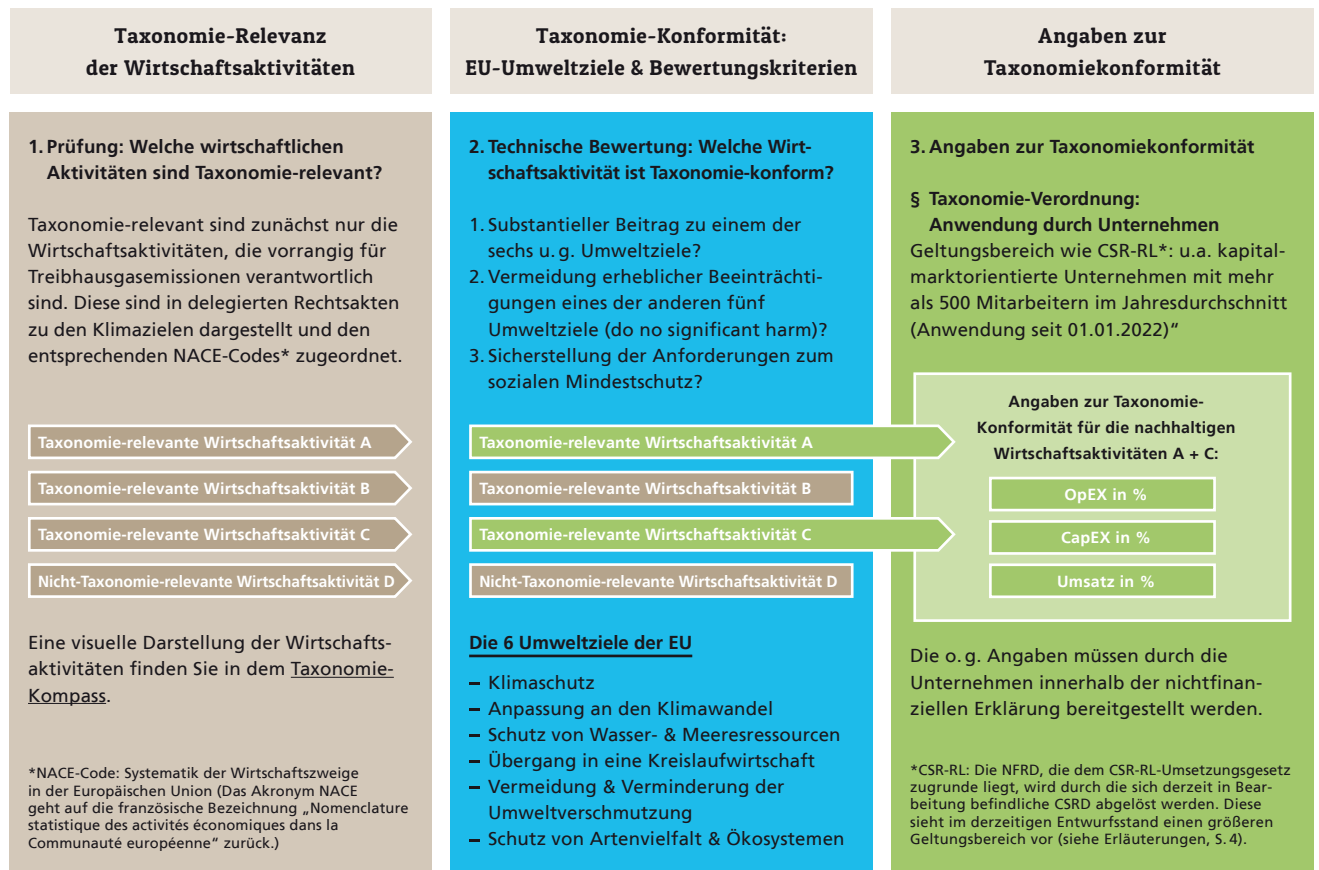 Taxonomie-Relevanz
der Wirtschaftsaktivitäten
1. Prüfung: Welche wirtschaftlichen
Aktivitäten sind Taxonomie-relevant?
Taxonomie-relevant sind zunächst nur die
Wirtschaftsaktivitäten, die vorrangig für
Treibhausgasemissionen verantwortlich
sind. Diese sind in delegierten Rechtsakten
zu den Klimazielen dargestellt und den
entsprechenden NACE-Codes* zugeordnet.
Taxonomie-relevante Wirtschaftsaktivität A
Taxonomie-relevante Wirtschaftsaktivität B
Taxonomie-relevante Wirtschaftsaktivität C
Nicht-Taxonomie-relevante Wirtschaftsaktivität D
Eine visuelle Darstellung der Wirtschafts-
aktivitäten finden Sie in dem Taxonomie-
Kompass.
*NACE-Code: Systematik der Wirtschaftszweige
in der Europäischen Union (Das Akronym NACE
geht auf die französische Bezeichnung „Nomenclature
statistique des activités économiques dans la
Communauté européenne“ zurück.)
Taxonomie-Konformität:
EU-Umweltziele & Bewertungskriterien
2. Technische Bewertung: Welche Wirt-
schaftsaktivität ist Taxonomie-konform?
1. Substantieller Beitrag zu einem der
sechs u. g. Umweltziele?
2. Vermeidung erheblicher Beeinträchti-
gungen eines der anderen fünf
Umweltziele (do no significant harm)?
3. Sicherstellung der Anforderungen zum
sozialen Mindestschutz?
Taxonomie-relevante Wirtschaftsaktivität A
Taxonomie-relevante Wirtschaftsaktivität B
Taxonomie-relevante Wirtschaftsaktivität C
Nicht-Taxonomie-relevante Wirtschaftsaktivität D
Die 6 Umweltziele der EU
– Klimaschutz
– Anpassung an den Klimawandel
– Schutz von Wasser- & Meeresressourcen
– Übergang in eine Kreislaufwirtschaft
– Vermeidung & Verminderung der
Umweltverschmutzung
– Schutz von Artenvielfalt & Ökosystemen
Angaben zur
Taxonomiekonformität
3. Angaben zur Taxonomiekonformität
§ Taxonomie-Verordnung:
Anwendung durch Unternehmen
Geltungsbereich wie CSR-RL*: u.a. kapital-
marktorientierte Unternehmen mit mehr
als 500 Mitarbeitern im Jahresdurchschnitt
(Anwendung seit 01.01.2022)“
Angaben zur Taxonomie-
Konformität für die nachhaltigen
Wirtschaftsaktivitäten A + C:
OpEX in %
CapEX in %
Umsatz in %
Die o. g. Angaben müssen durch die
Unternehmen innerhalb der nichtfinan-
ziellen Erklärung bereitgestellt werden.
*CSR-RL: Die NFRD, die dem CSR-RL-Umsetzungsgesetz
zugrunde liegt, wird durch die sich derzeit in Bear-
beitung befindliche CSRD abgelöst werden. Diese
sieht im derzeitigen Entwurfsstand einen größeren
Geltungsbereich vor (siehe Erläuterungen, S. 4).